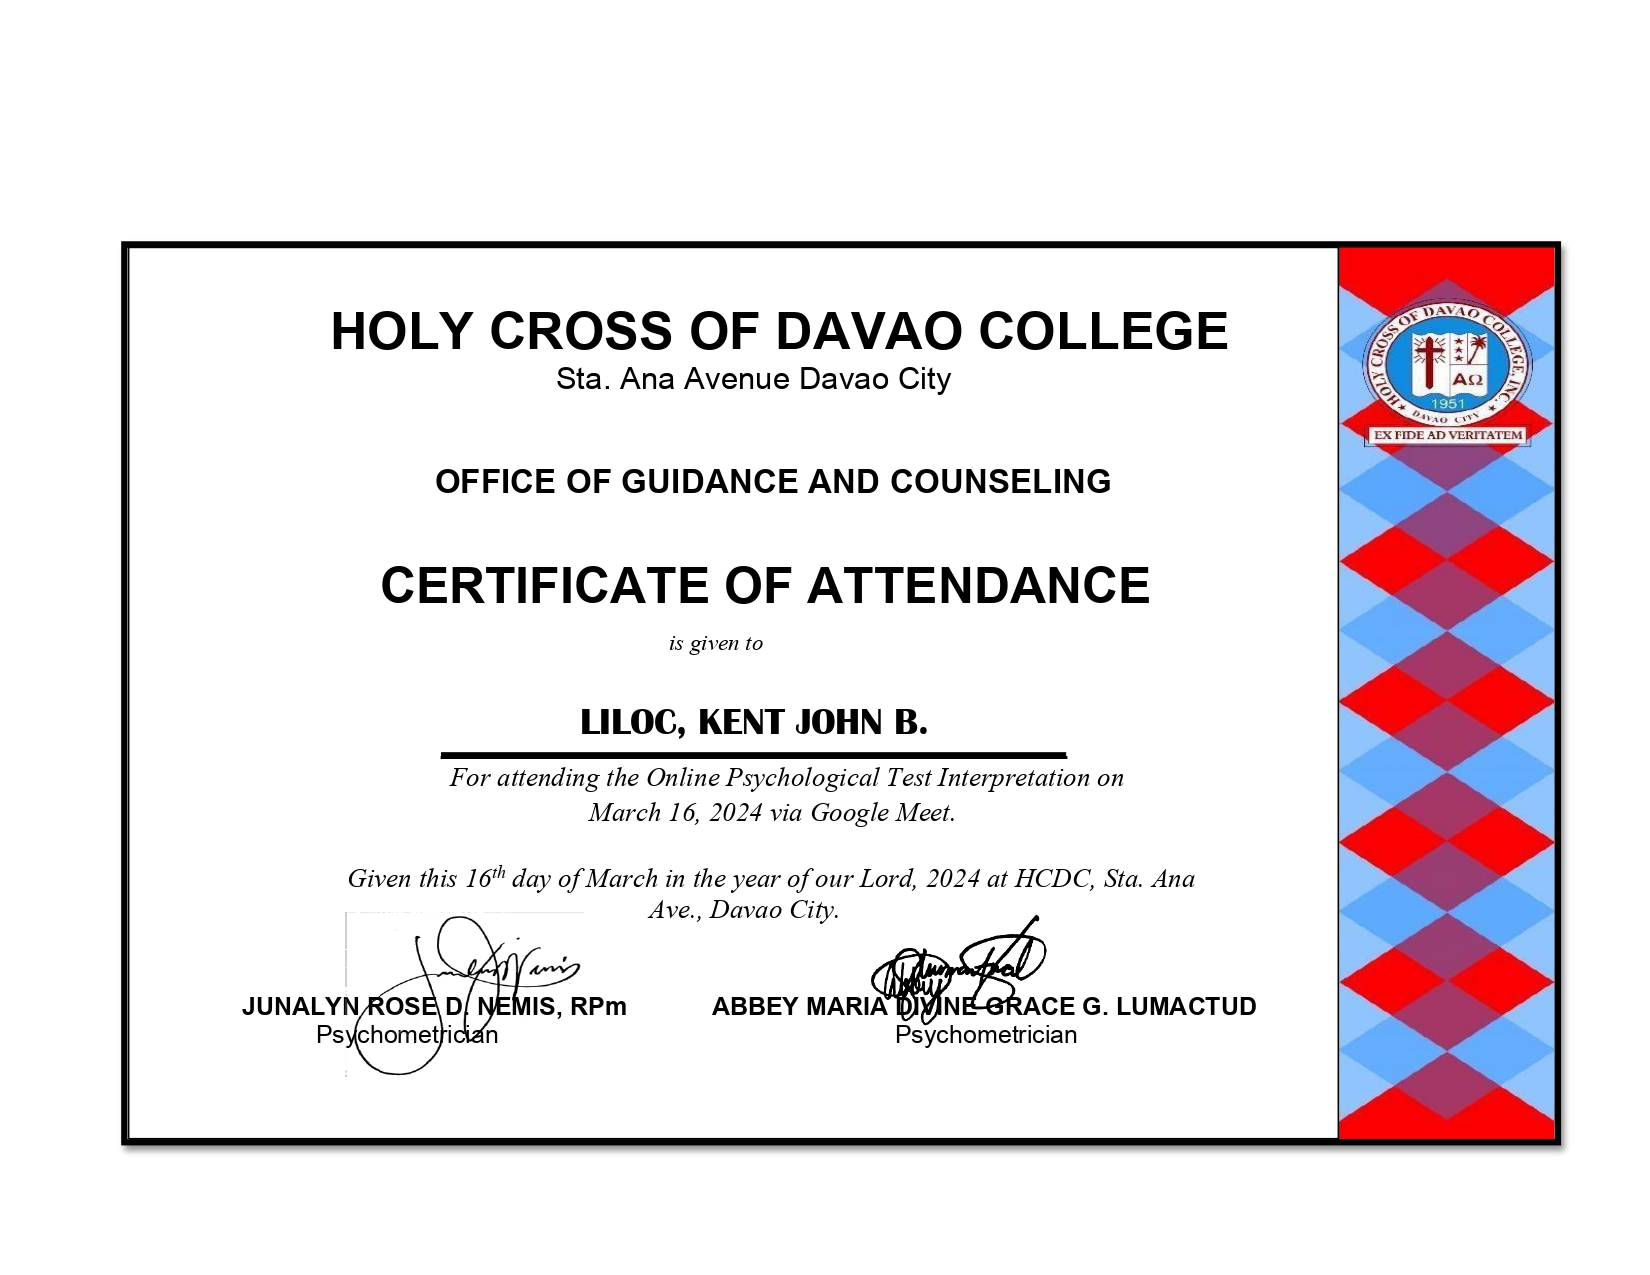 HOLY CROSS OF DAVAO COLLEGE
Sta. Ana Avenue Davao City
HOLY CROSS OF DAVAO COLLEGE, INC.
ΑΩ
1951
DAVAO CITY
EX FIDE AD VERITATEM
OFFICE OF GUIDANCE AND COUNSELING
CERTIFICATE OF ATTENDANCE
is given to
LILOC, KENT JOHN B.
For attending the Online Psychological Test Interpretation on
March 16, 2024 via Google Meet.
Given this 16th day of March in the year of our Lord, 2024 at HCDC, Sta. Ana
Ave., Davao City.
JUNALYN ROSE D. NEMIS, RPm
Psychometrician
ABBEY MARIA DIVINE GRACE G. LUMACTUD
Psychometrician